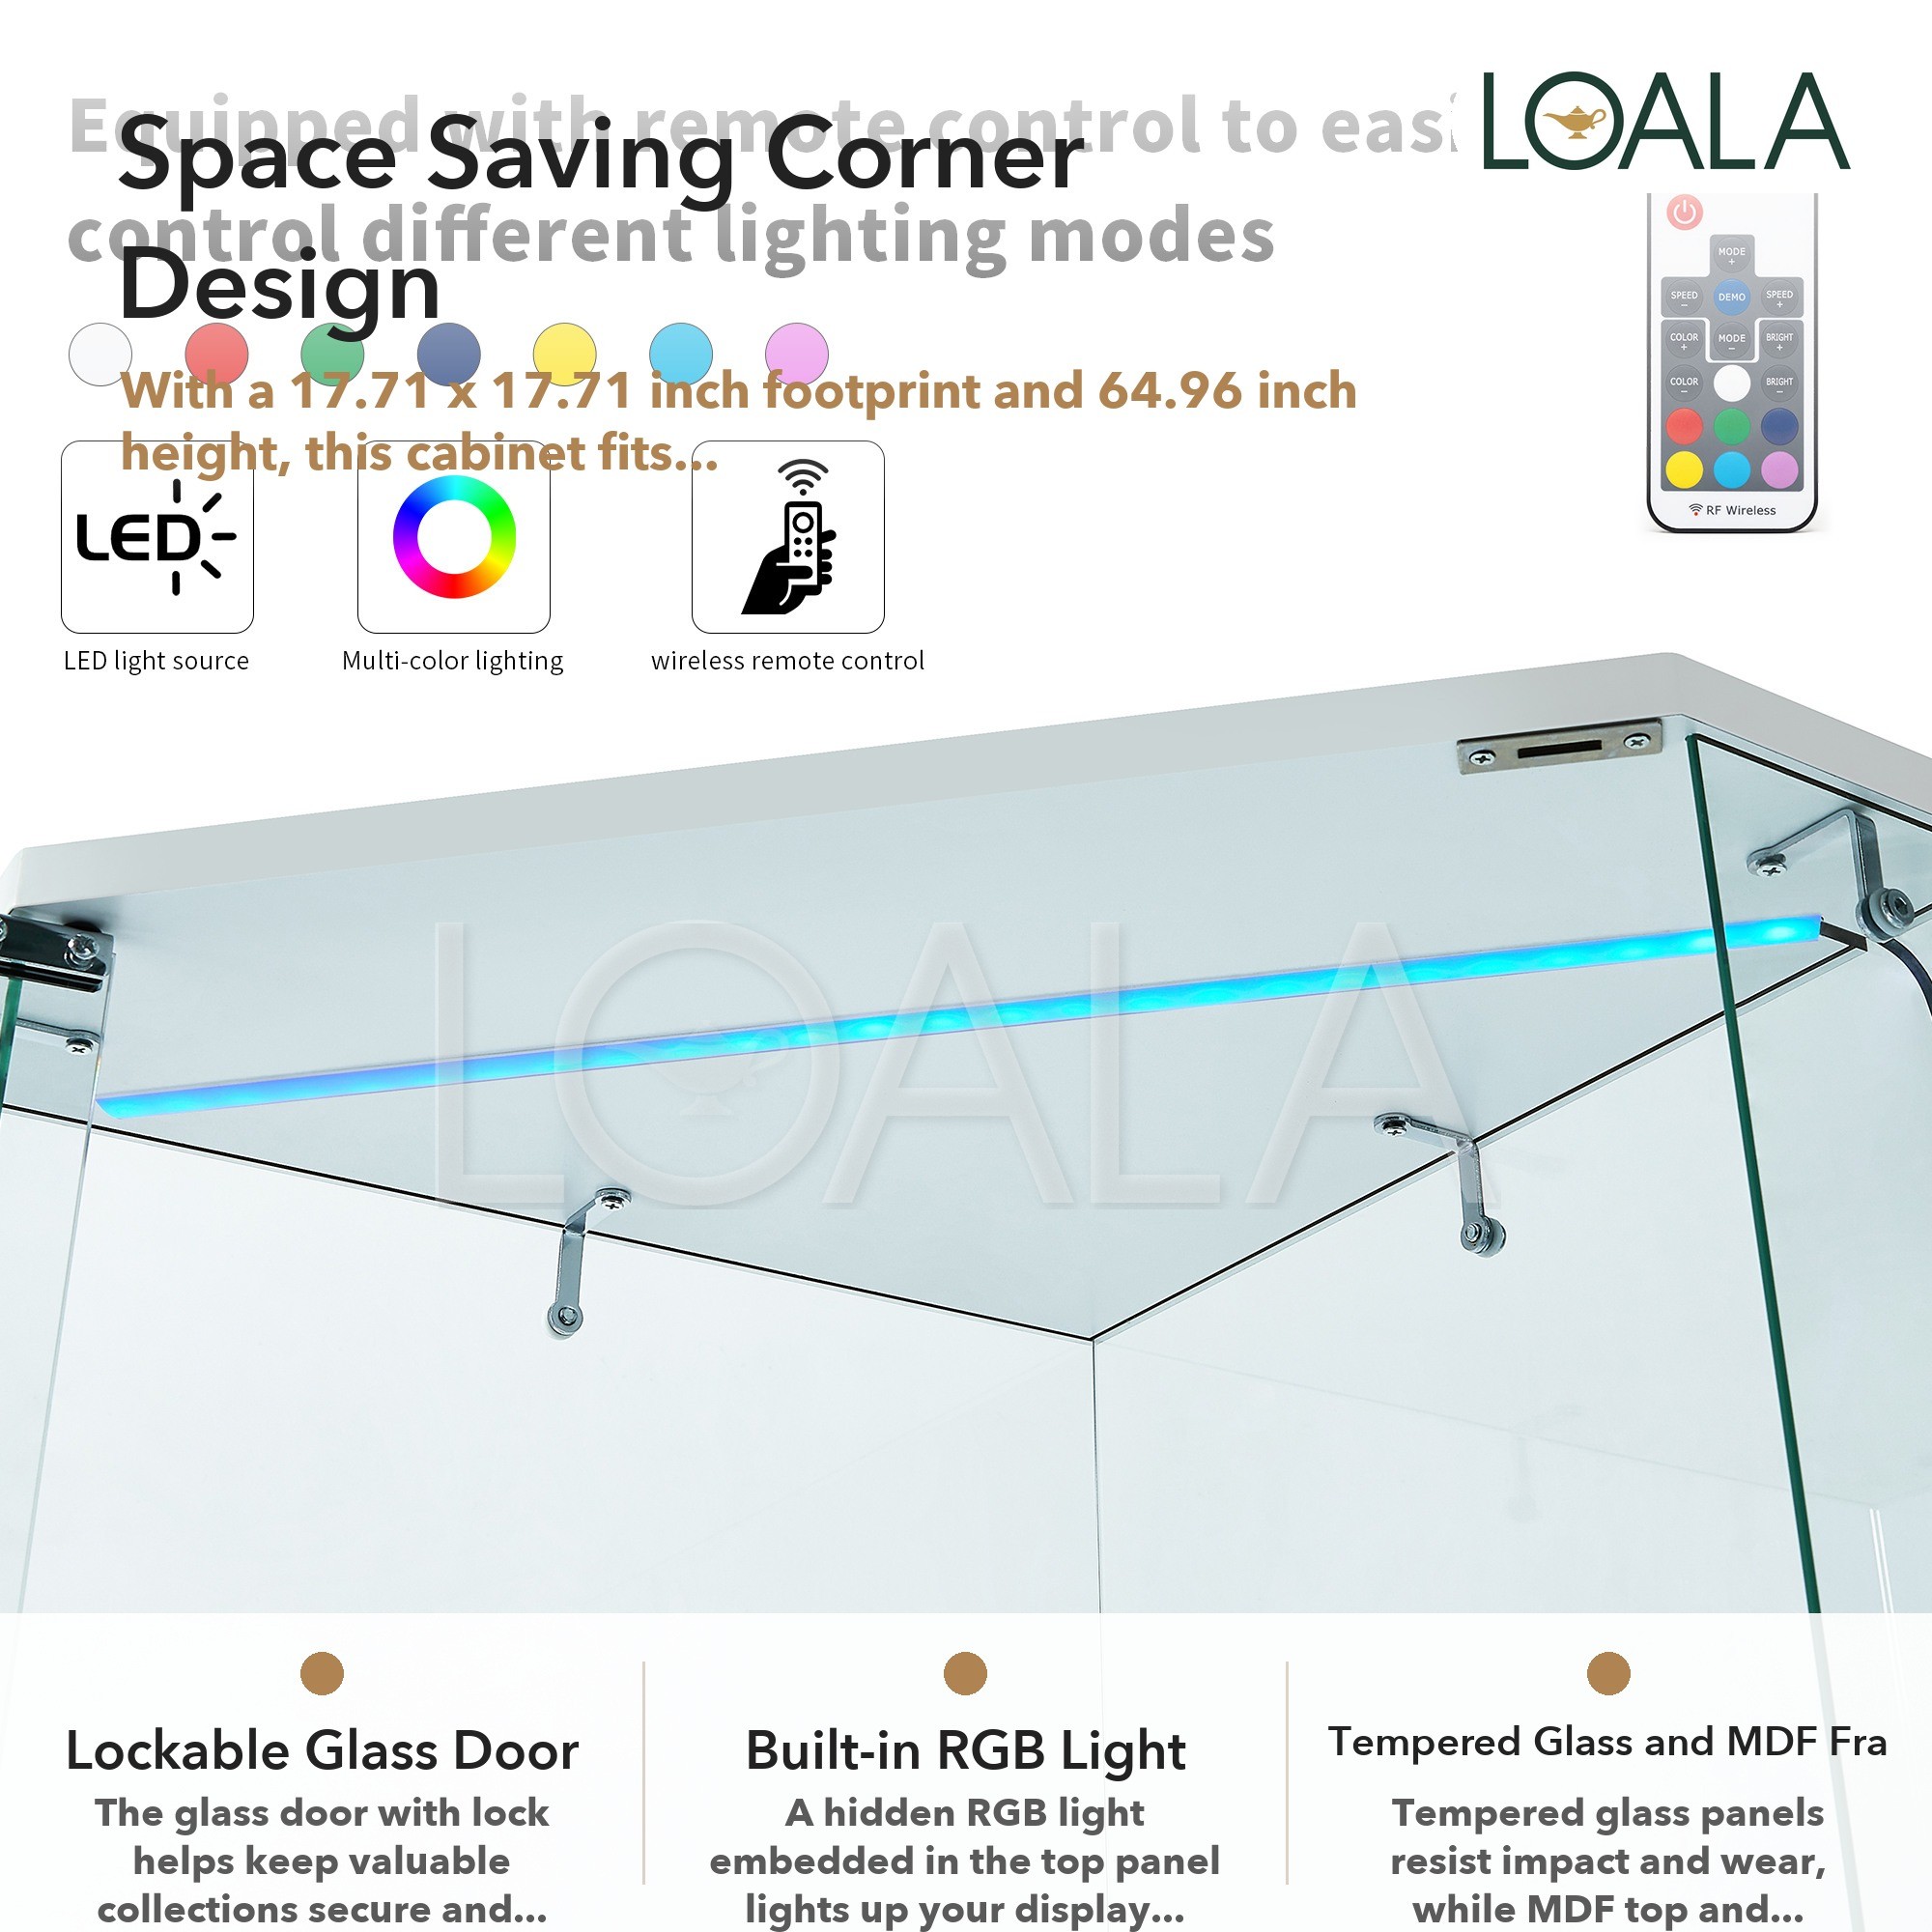 LOALA
Equipped with remote control to easi
Space Saving Corner
control different lighting modes
Design
With a 17.71 x 17.71 inch footprint and 64.96 inch
height, this cabinet fits...
MODE +
SPEED − DEMO SPEED +
COLOR + MODE − BRIGHT +
COLOR − BRIGHT −
RF Wireless
LED
LED light source
Multi-color lighting
wireless remote control
LOALA
Lockable Glass Door
The glass door with lock
helps keep valuable
collections secure and...
Built-in RGB Light
A hidden RGB light
embedded in the top panel
lights up your display...
Tempered Glass and MDF Fra
Tempered glass panels
resist impact and wear,
while MDF top and...